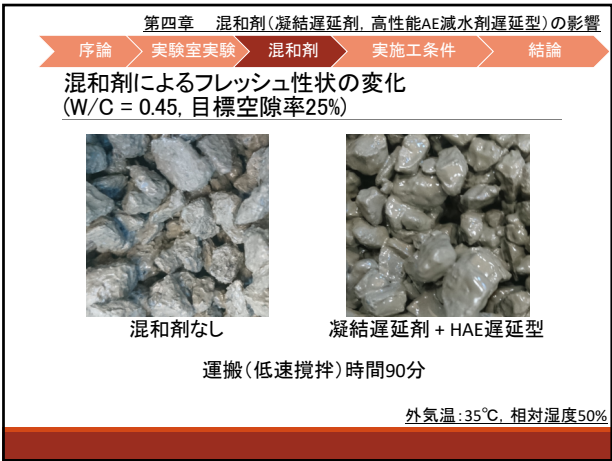 第四章　混和剤（凝結遅延剤，高性能AE減水剤遅延型）の影響
序論　実験室実験　混和剤　実施工条件　結論
混和剤によるフレッシュ性状の変化
(W/C = 0.45, 目標空隙率25%)
混和剤なし　凝結遅延剤 + HAE遅延型
運搬（低速撹拌）時間90分
外気温：35℃，相対湿度50%